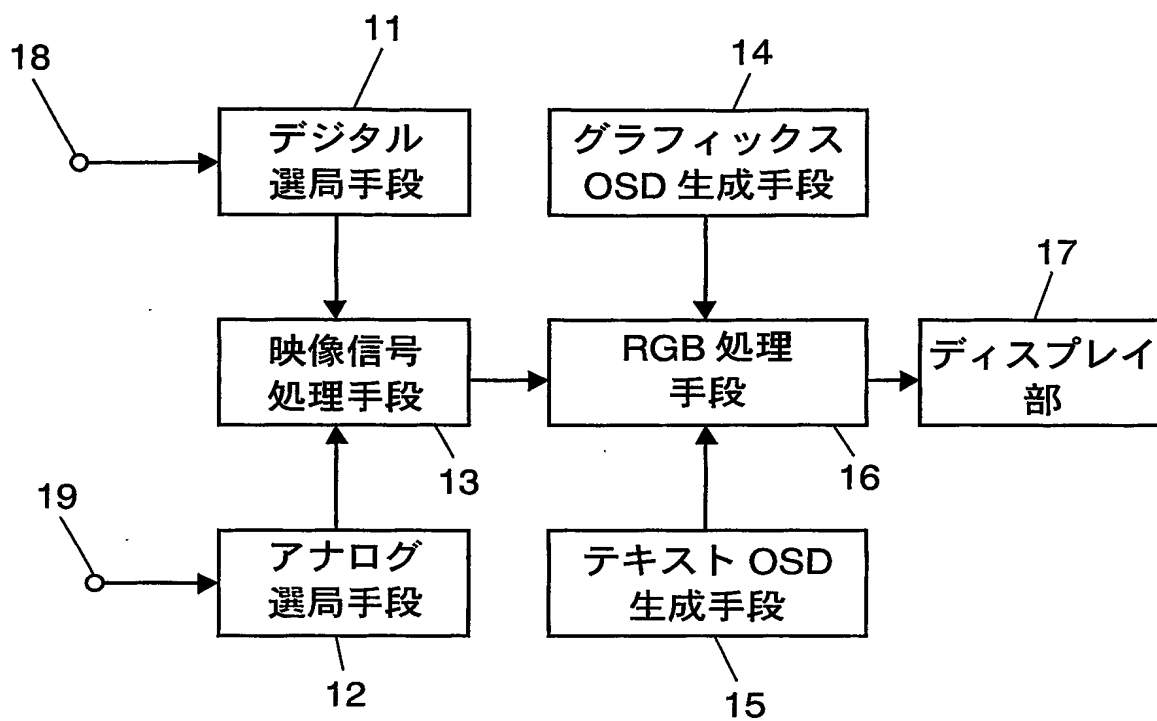 11
18
14
デジタル
選局手段
グラフィックス
OSD 生成手段
17
映像信号
処理手段
RGB 処理
手段
ディスプレイ
部
13
16
19
アナログ
選局手段
テキスト OSD
生成手段
12
15